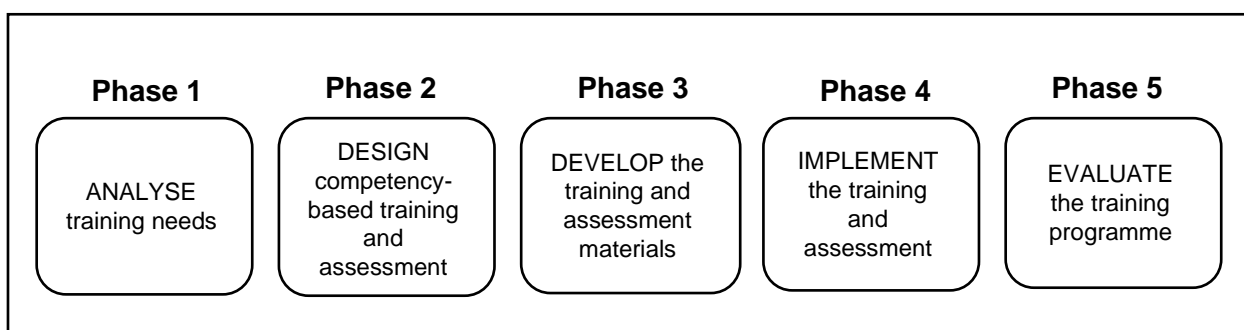 Phase 1
ANALYSE
training needs
Phase 2
DESIGN
competency-
based training
and
assessment
Phase 3
DEVELOP the
training and
assessment
materials
Phase 4
IMPLEMENT
the training
and
assessment
Phase 5
EVALUATE
the training
programme